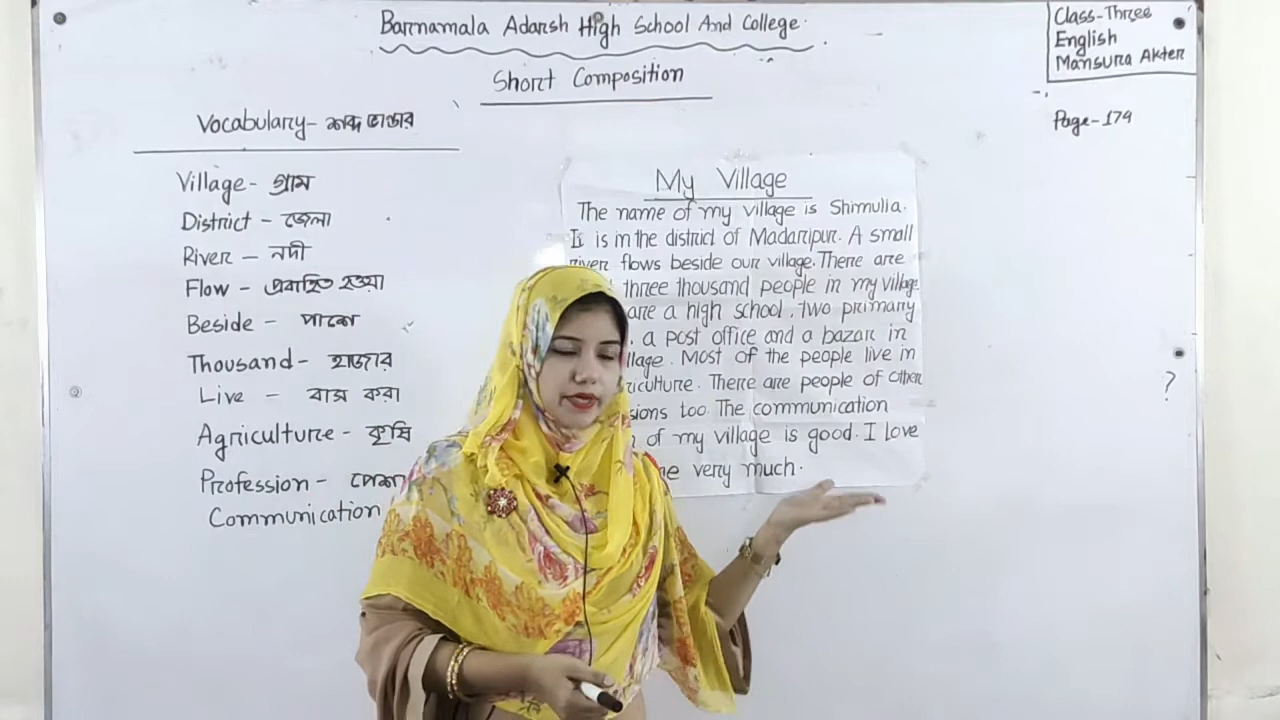 Barnamala Adarsh High School And College.
Short Composition
Class-Three
English
Mansura Akter
Page-174
Vocabulary- শব্দ ভান্ডার
Village- গ্রাম
District - জেলা
River - নদী
Flow - প্রবাহিত হওয়া
Beside - পাশে
Thousand - হাজার
Live - বাস করা
Agriculture - কৃষি
Profession - পেশা
Communication
My Village
The name of my village is Shimulia.
It is in the district of Madaripur. A small
river flows beside our village. There are
three thousand people in my village
are a high school, two primary
a post office and a bazar in
llage. Most of the people live in
riculture. There are people of other
sions too. The communication
of my village is good. I love
very much.
?